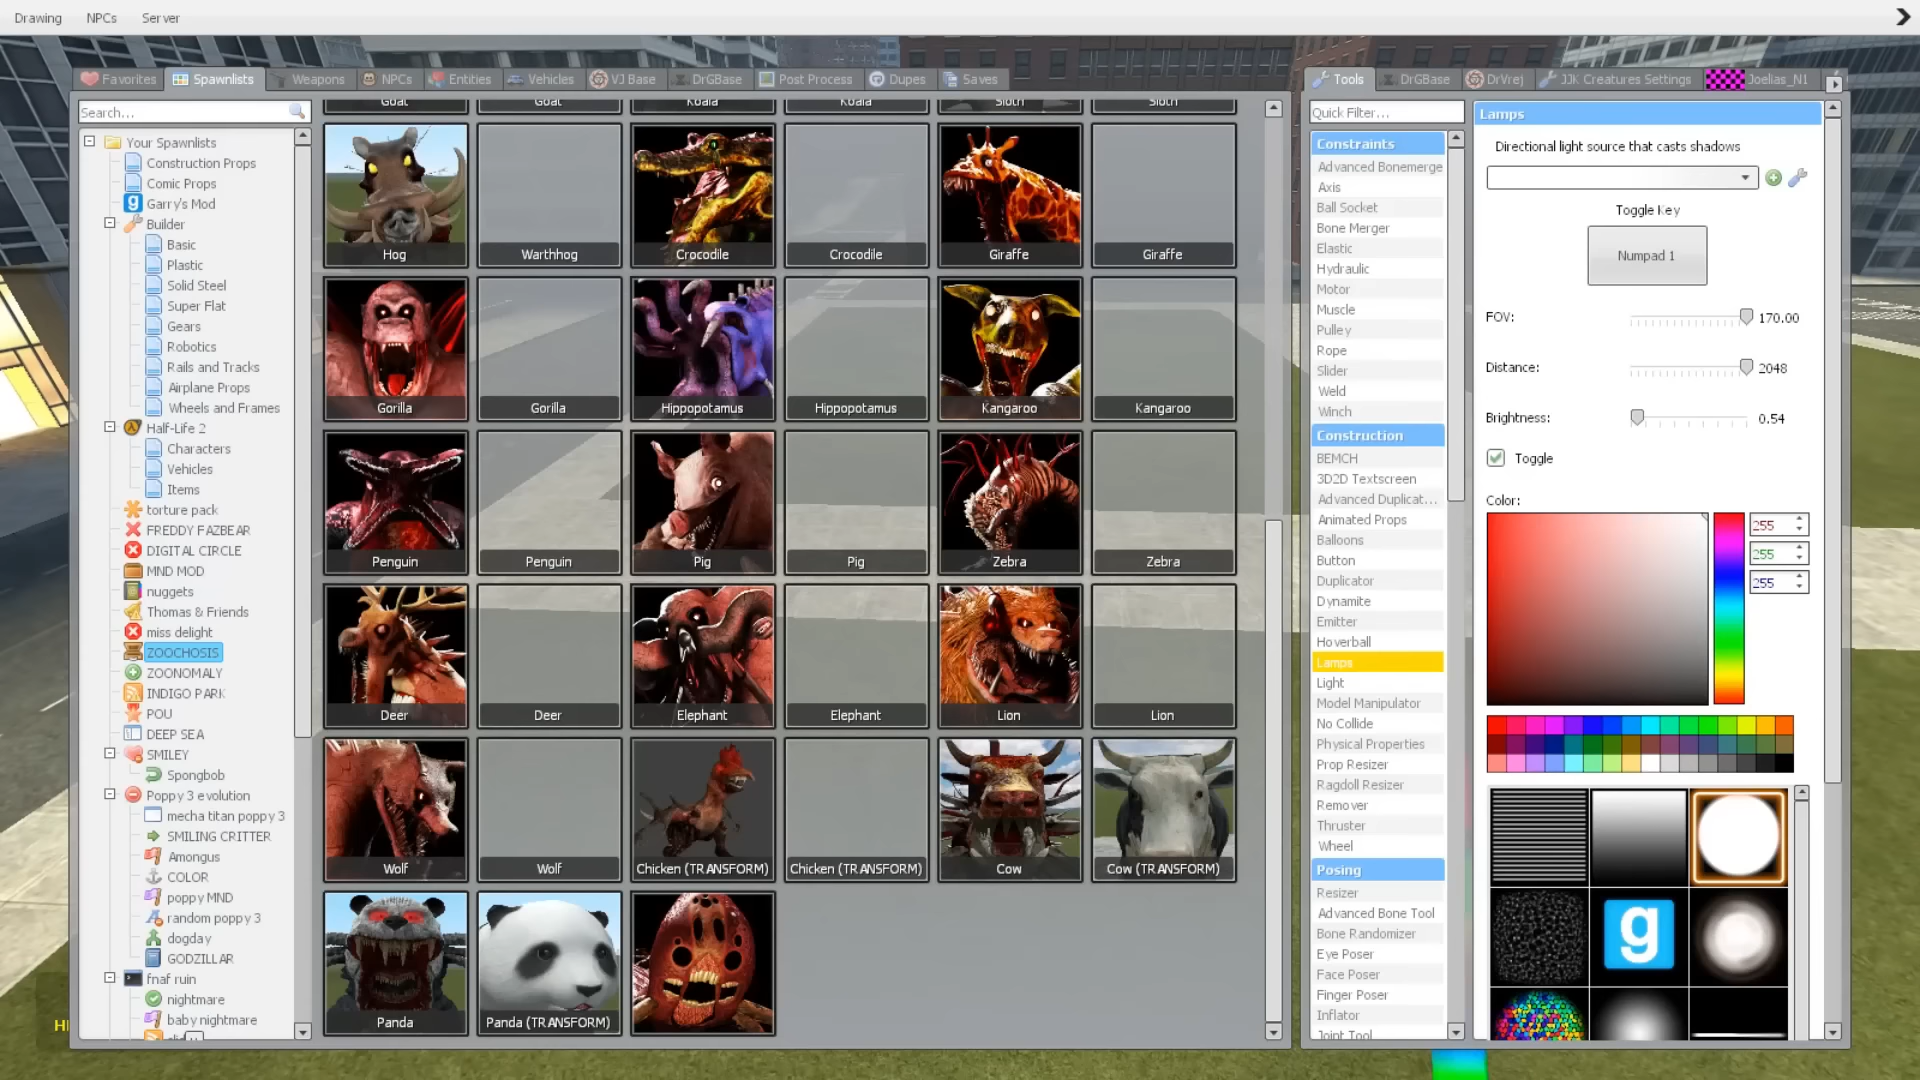 Drawing NPCs Server
Favorites Spawnlists Weapons NPCs Entities Vehicles VJ Base DrGBase Post Process Dupes Saves
Tools DrGBase DrVrej JJK Creatures Settings Joelias_N1
Search...
Your Spawnlists
Construction Props
Comic Props
Garry's Mod
Builder
Basic
Plastic
Solid Steel
Super Flat
Gears
Robotics
Rails and Tracks
Airplane Props
Wheels and Frames
Half-Life 2
Characters
Vehicles
Items
torture pack
FREDDY FAZBEAR
DIGITAL CIRCLE
MND MOD
nuggets
Thomas & Friends
miss delight
ZOOCHOSIS
ZOONOMALY
INDIGO PARK
POU
DEEP SEA
SMILEY
Spongbob
Poppy 3 evolution
mecha titan poppy 3
SMILING CRITTER
Amongus
COLOR
poppy MND
random poppy 3
dogday
GODZILLAR
fnaf ruin
nightmare
baby nightmare
Goat Goat Koala Koala Sloth Sloth
Hog Warthhog Crocodile Crocodile Giraffe Giraffe
Gorilla Gorilla Hippopotamus Hippopotamus Kangaroo Kangaroo
Penguin Penguin Pig Pig Zebra Zebra
Deer Deer Elephant Elephant Lion Lion
Wolf Wolf Chicken (TRANSFORM) Chicken (TRANSFORM) Cow Cow (TRANSFORM)
Panda Panda (TRANSFORM)
Quick Filter...
Constraints
Advanced Bonemerge
Axis
Ball Socket
Bone Merger
Elastic
Hydraulic
Motor
Muscle
Pulley
Rope
Slider
Weld
Winch
Construction
BEMCH
3D2D Textscreen
Advanced Duplicat...
Animated Props
Balloons
Button
Duplicator
Dynamite
Emitter
Hoverball
Lamps
Light
Model Manipulator
No Collide
Physical Properties
Prop Resizer
Ragdoll Resizer
Remover
Thruster
Wheel
Posing
Resizer
Advanced Bone Tool
Bone Randomizer
Eye Poser
Face Poser
Finger Poser
Inflator
Joint Tool
Lamps
Directional light source that casts shadows
Toggle Key
Numpad 1
FOV: 170.00
Distance: 2048
Brightness: 0.54
Toggle
Color:
255
255
255
g